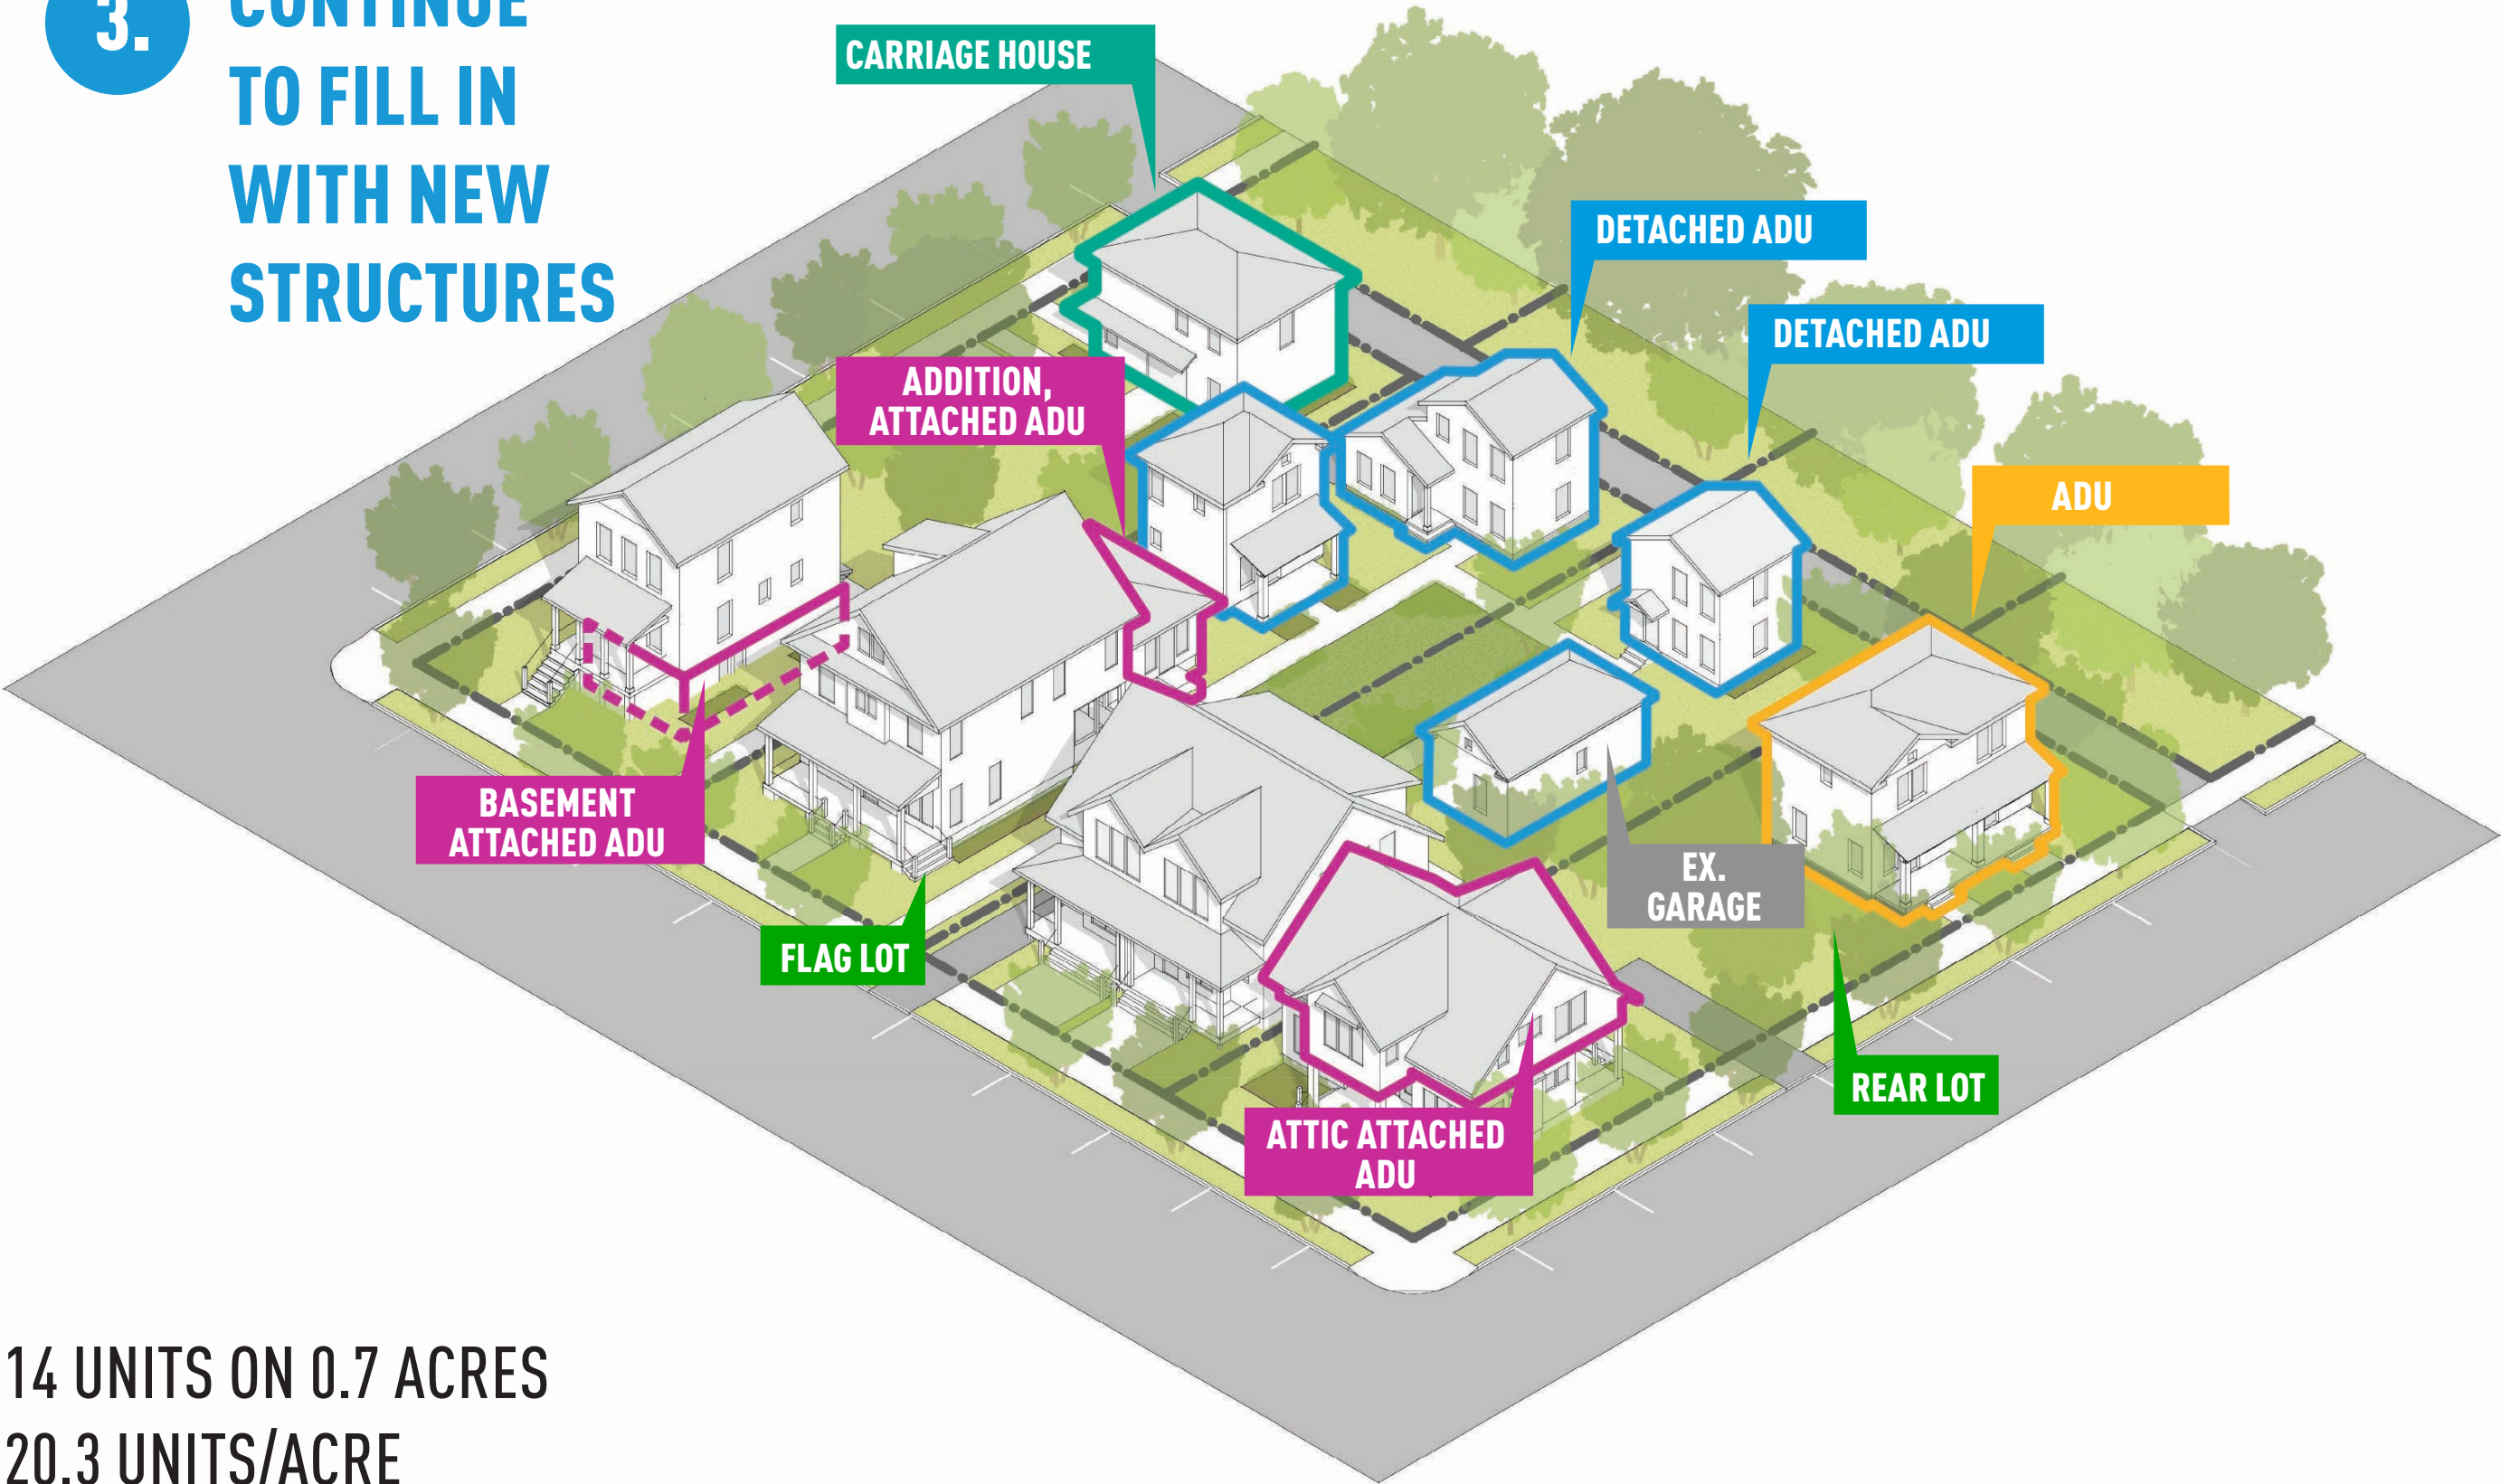 3.
CONTINUE
TO FILL IN
WITH NEW
STRUCTURES
CARRIAGE HOUSE
DETACHED ADU
DETACHED ADU
ADDITION,
ATTACHED ADU
ADU
BASEMENT
ATTACHED ADU
EX.
GARAGE
FLAG LOT
REAR LOT
ATTIC ATTACHED
ADU
14 UNITS ON 0.7 ACRES
20.3 UNITS/ACRE